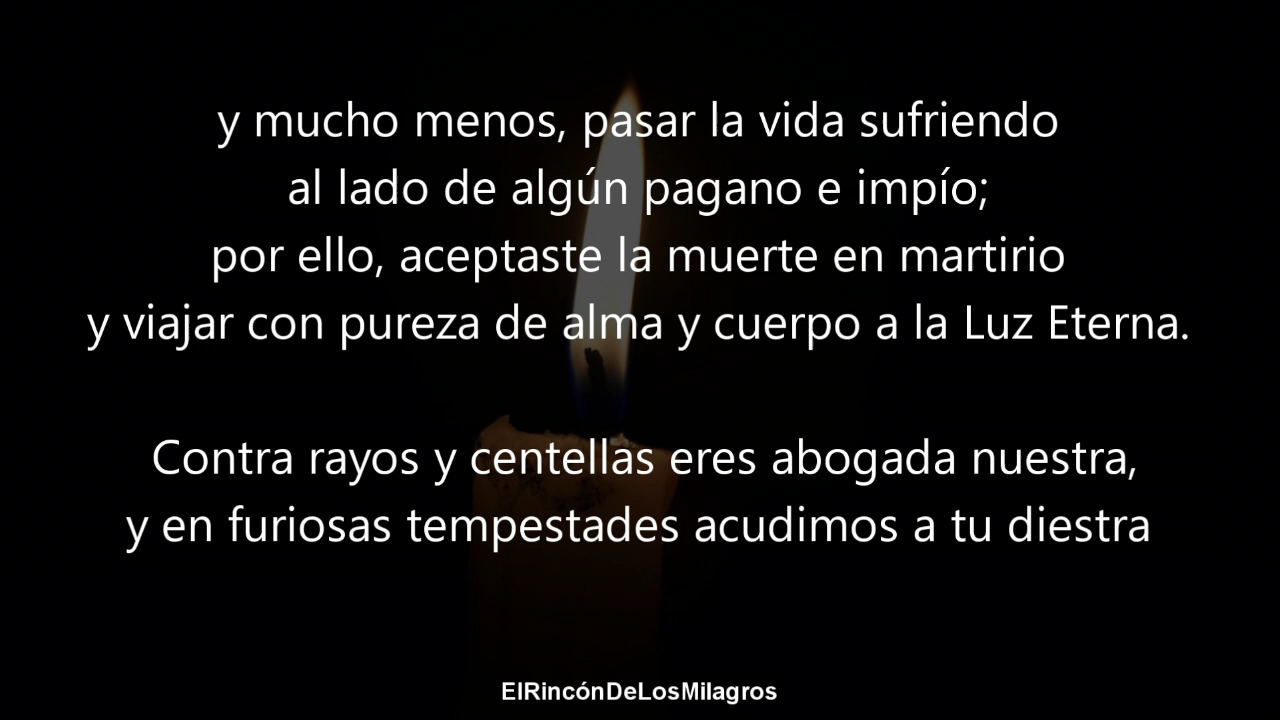 y mucho menos, pasar la vida sufriendo
al lado de algún pagano e impío;
por ello, aceptaste la muerte en martirio
y viajar con pureza de alma y cuerpo a la Luz Eterna.
Contra rayos y centellas eres abogada nuestra,
y en furiosas tempestades acudimos a tu diestra
ElRincónDeLosMilagros